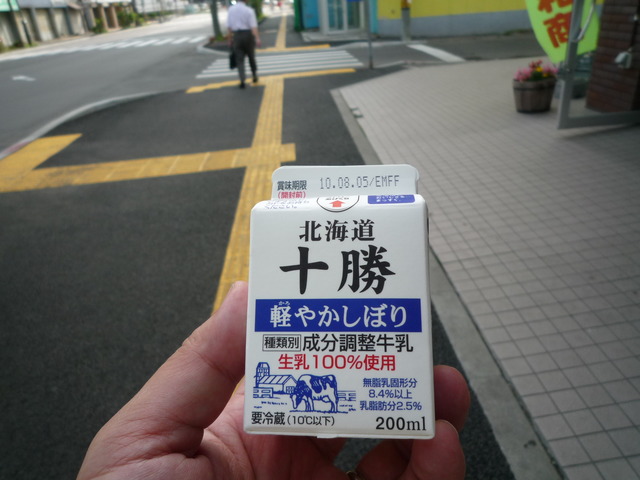 賞味期限
(開封前)
10.08.05/EMFF
北海道
十勝
かろ
軽やかしぼり
種類別 成分調整牛乳
生乳100%使用
無脂乳固形分
8.4%以上
乳脂肪分2.5%
要冷蔵(10℃以下)
200ml